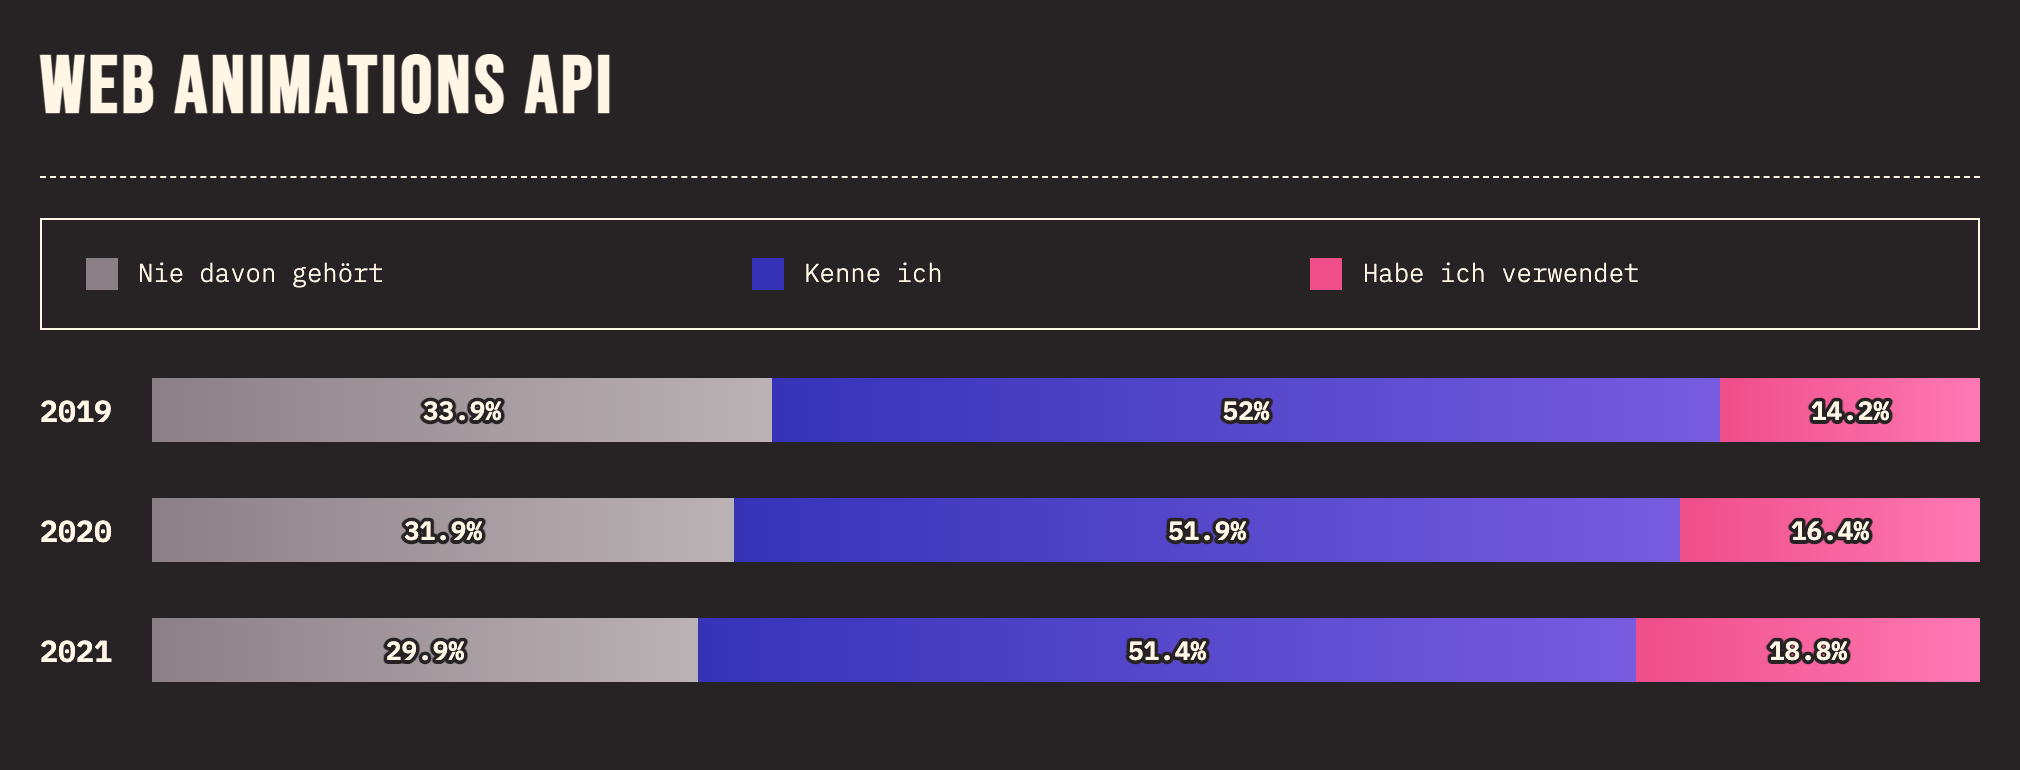 WEB ANIMATIONS API
Nie davon gehört Kenne ich Habe ich verwendet
2019 33.9% 52% 14.2%
2020 31.9% 51.9% 16.4%
2021 29.9% 51.4% 18.8%